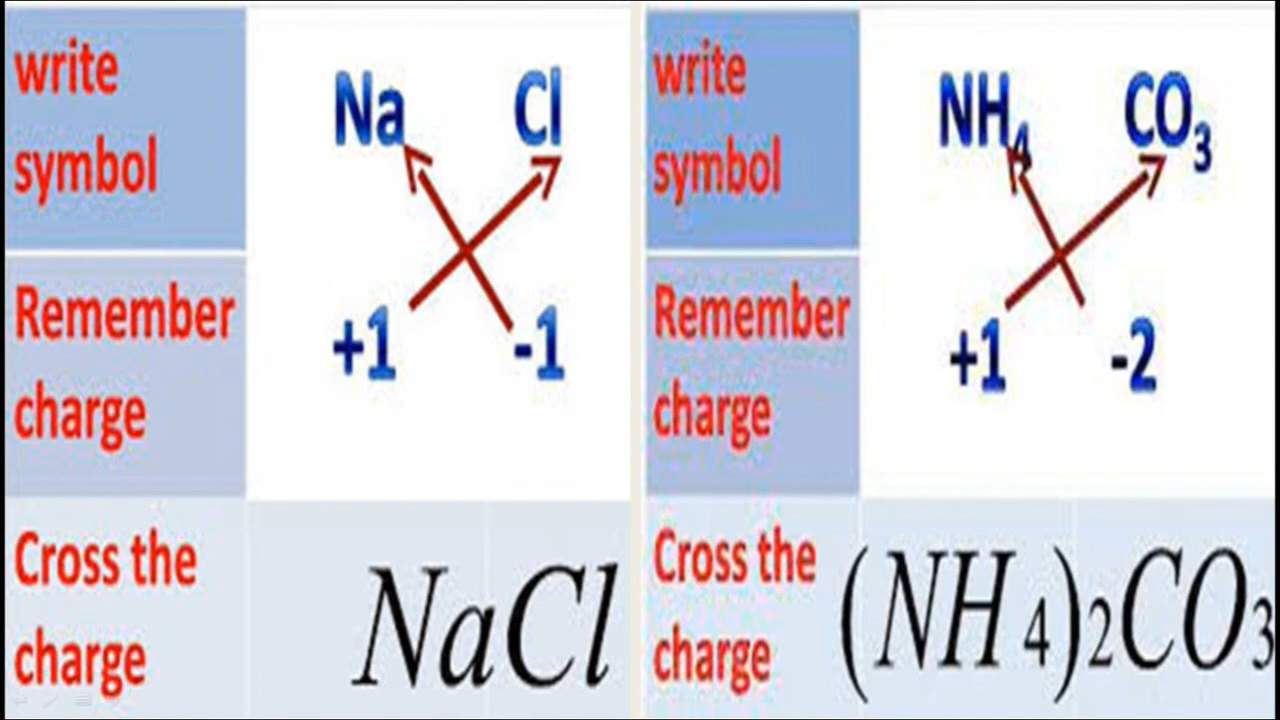 write
symbol
Na Cl
Remember
charge
+1 -1
Cross the
charge
NaCl
write
symbol
NH4 CO3
Remember
charge
+1 -2
Cross the
charge
(NH4)2CO3